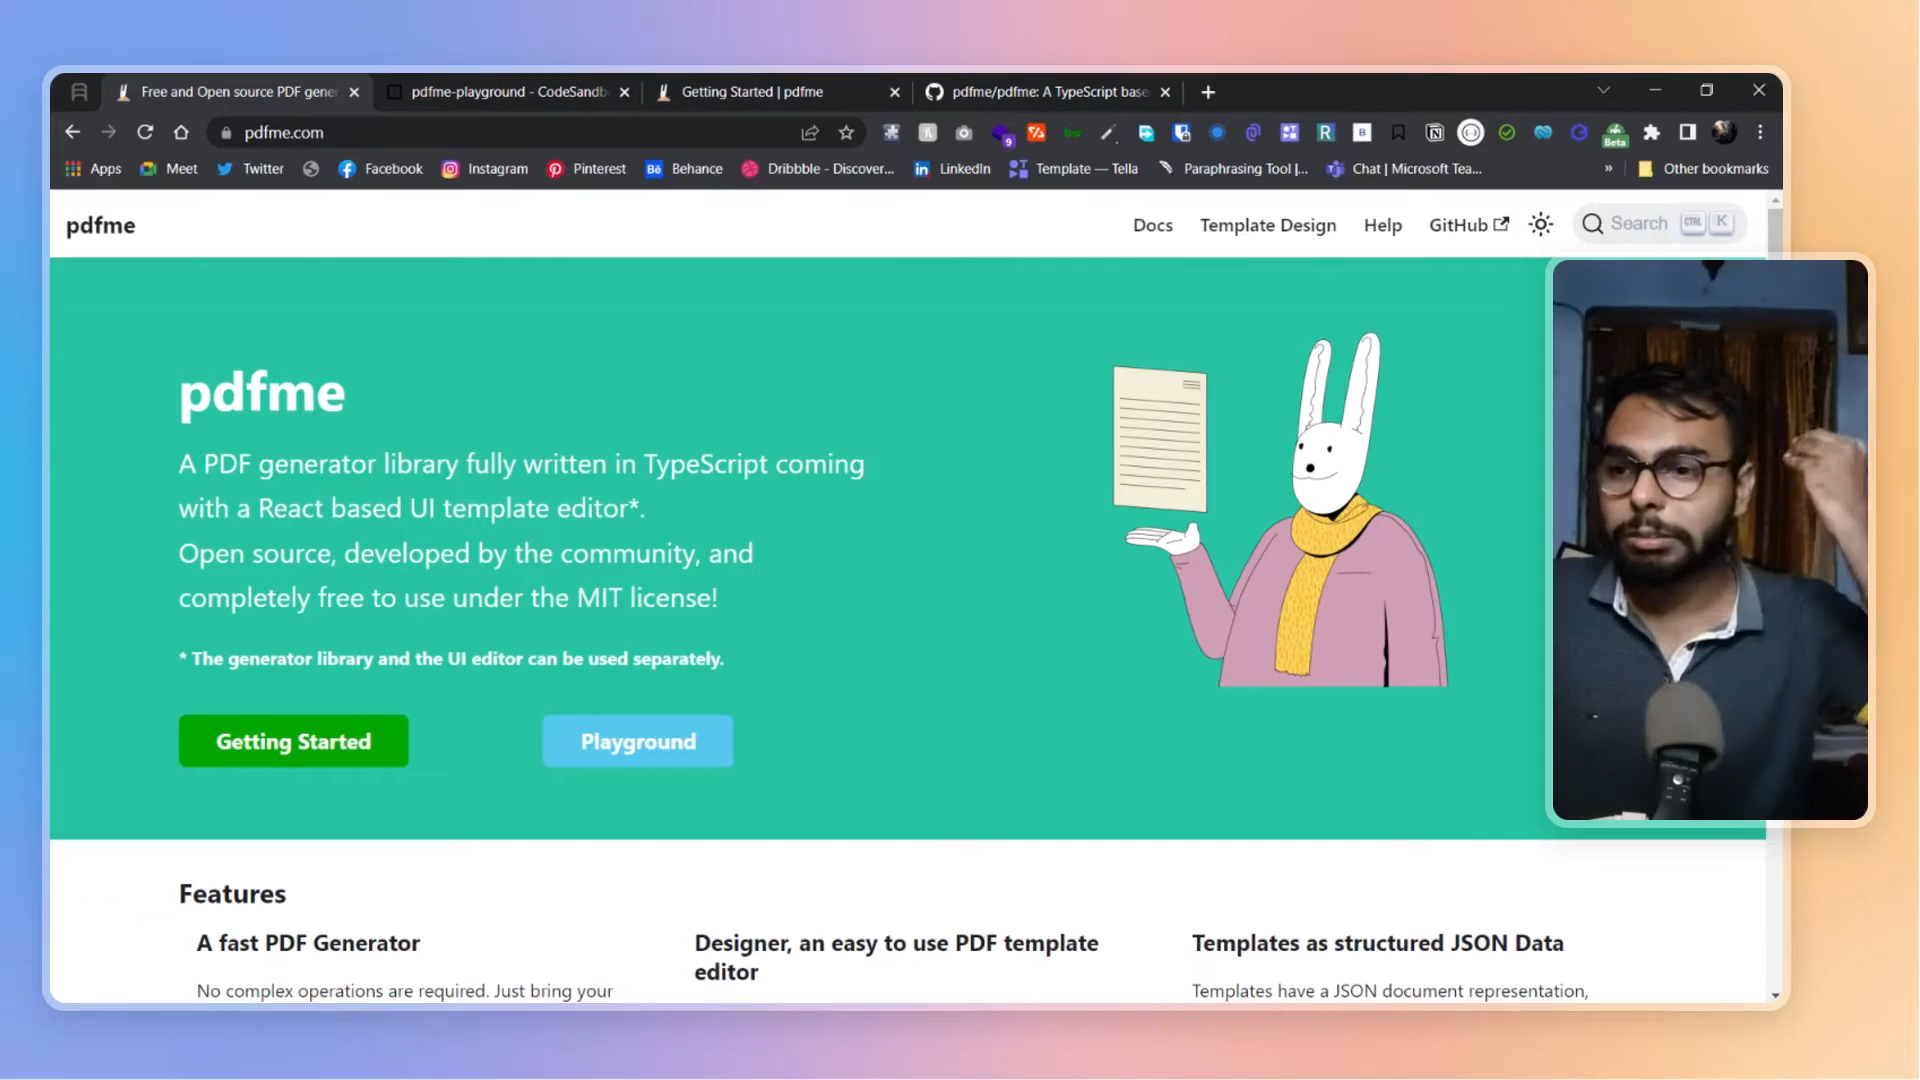 Free and Open source PDF gener
pdfme-playground - CodeSandb
Getting Started | pdfme
pdfme/pdfme: A TypeScript base
pdfme.com
9
R
B
Beta
Apps
Meet
Twitter
Facebook
Instagram
Pinterest
Bē Behance
Dribbble - Discover...
in LinkedIn
Template — Tella
Paraphrasing Tool |...
Chat | Microsoft Tea...
»
Other bookmarks
pdfme
Docs
Template Design
Help
GitHub
Search CTRL K
pdfme
A PDF generator library fully written in TypeScript coming
with a React based UI template editor*.
Open source, developed by the community, and
completely free to use under the MIT license!
* The generator library and the UI editor can be used separately.
Getting Started
Playground
Features
A fast PDF Generator
No complex operations are required. Just bring your
Designer, an easy to use PDF template
editor
Templates as structured JSON Data
Templates have a JSON document representation,